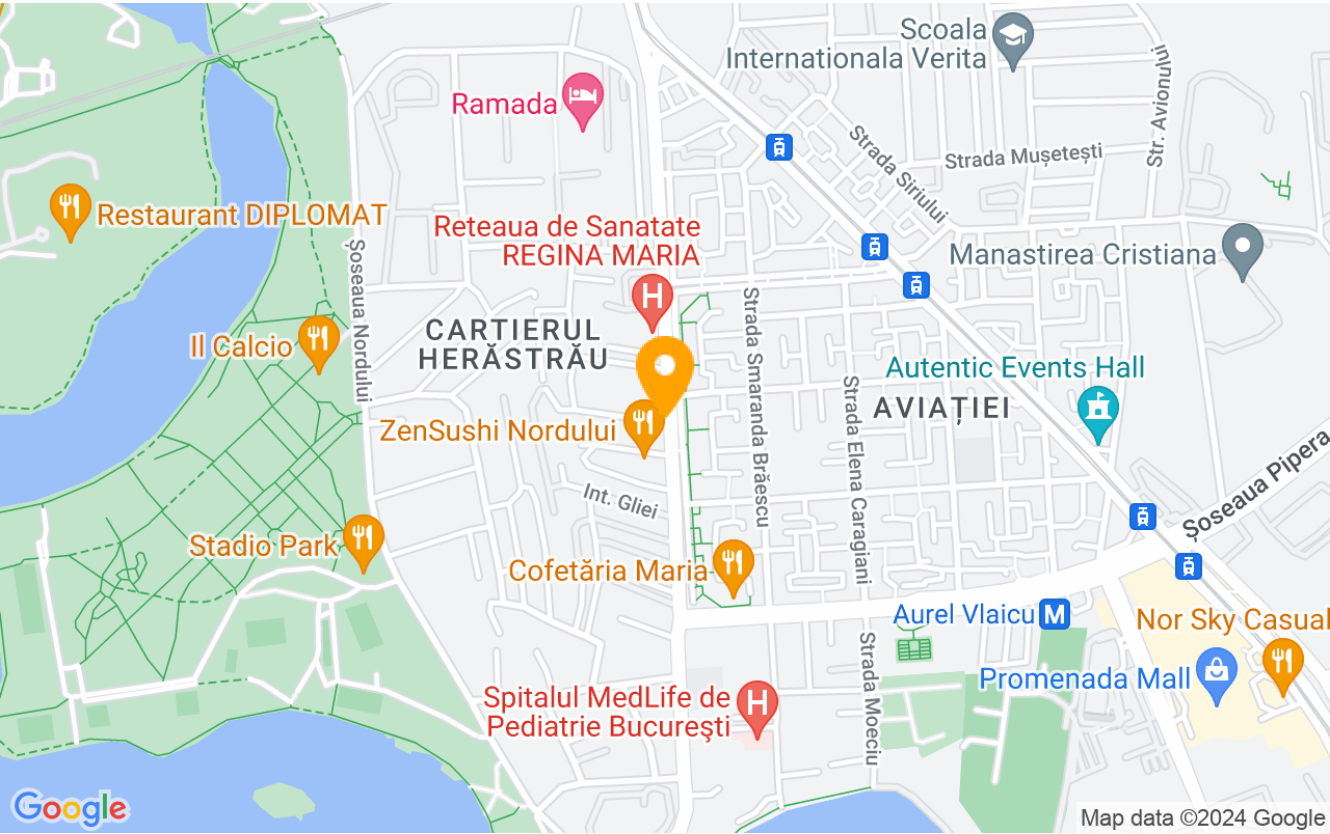 Scoala
Internationala Verita
Str. Avionului
Ramada
Strada Siriului
Strada Mușetești
Restaurant DIPLOMAT
Reteaua de Sanatate
REGINA MARIA
H
Manastirea Cristiana
Șoseaua Nordului
Strada Smaranda Brăescu
CARTIERUL
HERĂSTRĂU
Il Calcio
Autentic Events Hall
Strada Elena Caragiani
AVIAȚIEI
ZenSushi Nordului
Int. Gliei
Șoseaua Pipera
Stadio Park
Cofetăria Maria
Aurel Vlaicu M
Nor Sky Casual
Strada Moeciu
Promenada Mall
Spitalul MedLife de
Pediatrie Bucureşti
H
Google
Map data ©2024 Google